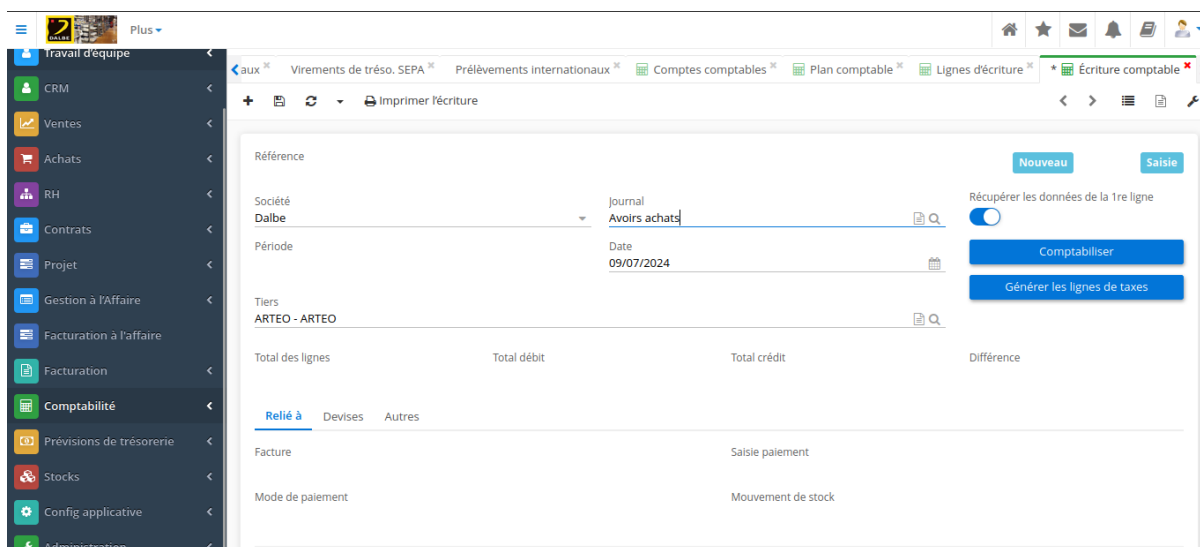 DALBE Plus
Travail d'équipe
CRM
Ventes
Achats
RH
Contrats
Projet
Gestion à l'Affaire
Facturation à l'affaire
Facturation
Comptabilité
Prévisions de trésorerie
Stocks
Config applicative
Administration
aux Virements de tréso. SEPA Prélèvements internationaux Comptes comptables Plan comptable Lignes d'écriture * Écriture comptable
Imprimer l'écriture
Référence
Nouveau Saisie
Société Journal Récupérer les données de la 1re ligne
Dalbe Avoirs achats
Période Date
09/07/2024
Comptabiliser
Générer les lignes de taxes
Tiers
ARTEO - ARTEO
Total des lignes Total débit Total crédit Différence
Relié à Devises Autres
Facture Saisie paiement
Mode de paiement Mouvement de stock